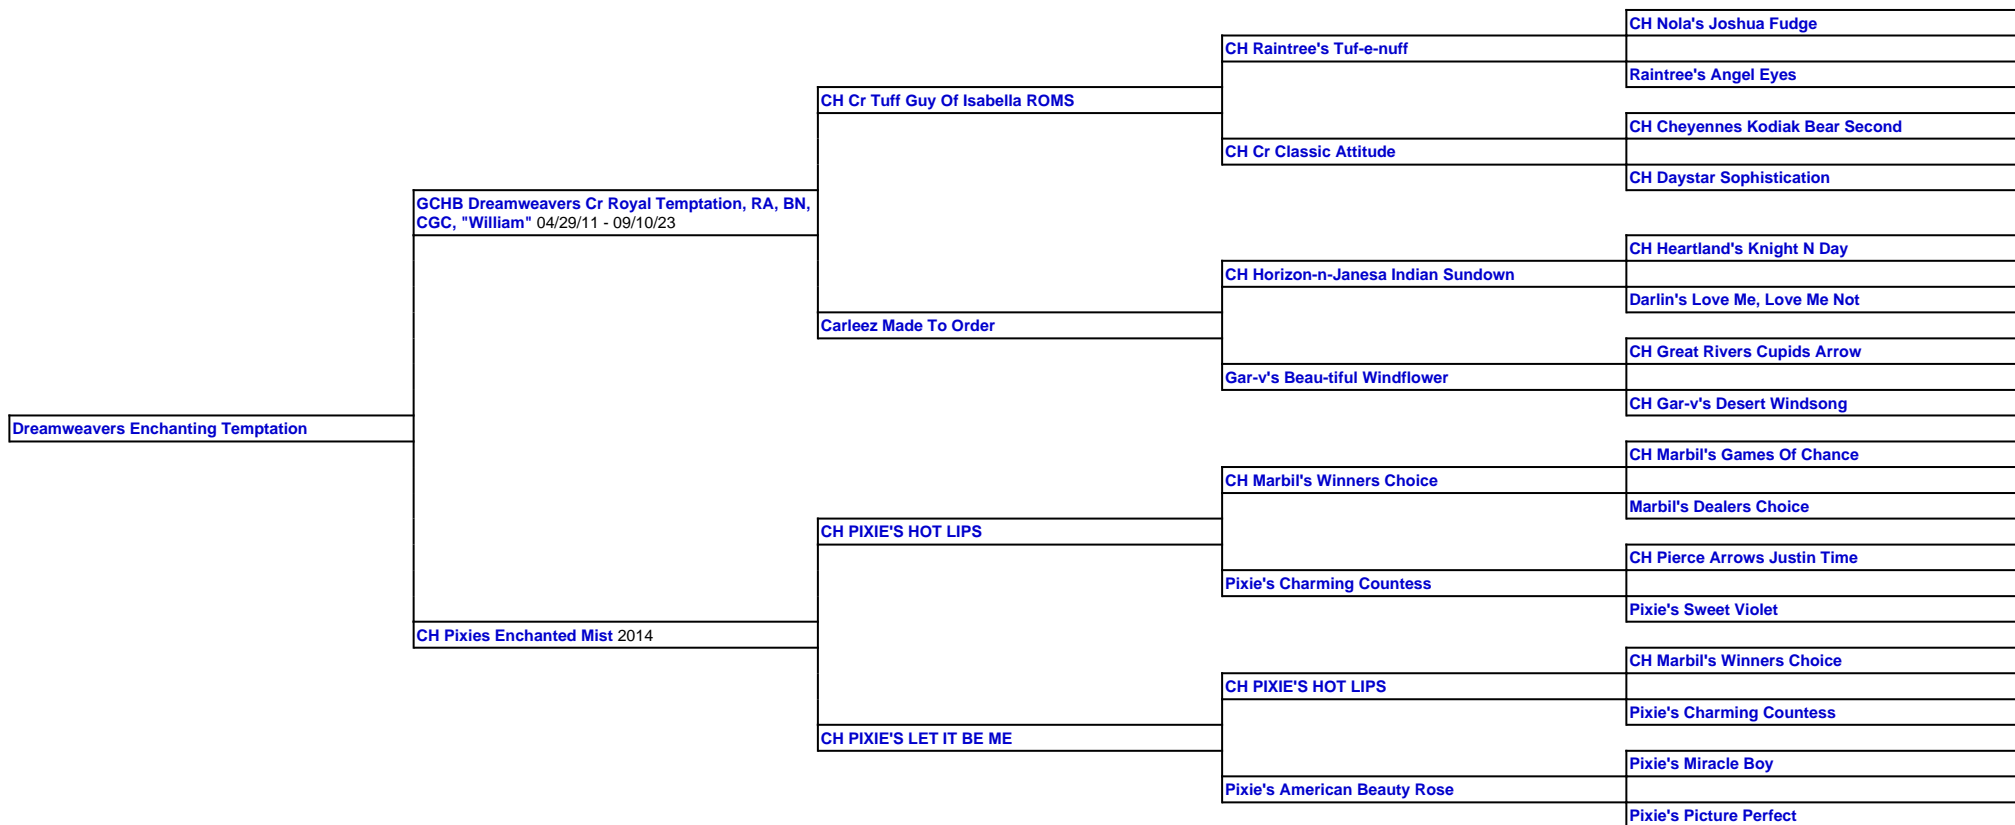 CH Nola's Joshua Fudge
CH Raintree's Tuf-e-nuff
Raintree's Angel Eyes
CH Cr Tuff Guy Of Isabella ROMS
CH Cheyennes Kodiak Bear Second
CH Cr Classic Attitude
CH Daystar Sophistication
GCHB Dreamweavers Cr Royal Temptation, RA, BN,
CGC, "William" 04/29/11 - 09/10/23
CH Heartland's Knight N Day
CH Horizon-n-Janesa Indian Sundown
Darlin's Love Me, Love Me Not
Carleez Made To Order
CH Great Rivers Cupids Arrow
Gar-v's Beau-tiful Windflower
CH Gar-v's Desert Windsong
Dreamweavers Enchanting Temptation
CH Marbil's Games Of Chance
CH Marbil's Winners Choice
Marbil's Dealers Choice
CH PIXIE'S HOT LIPS
CH Pierce Arrows Justin Time
Pixie's Charming Countess
Pixie's Sweet Violet
CH Pixies Enchanted Mist 2014
CH Marbil's Winners Choice
CH PIXIE'S HOT LIPS
Pixie's Charming Countess
CH PIXIE'S LET IT BE ME
Pixie's Miracle Boy
Pixie's American Beauty Rose
Pixie's Picture Perfect